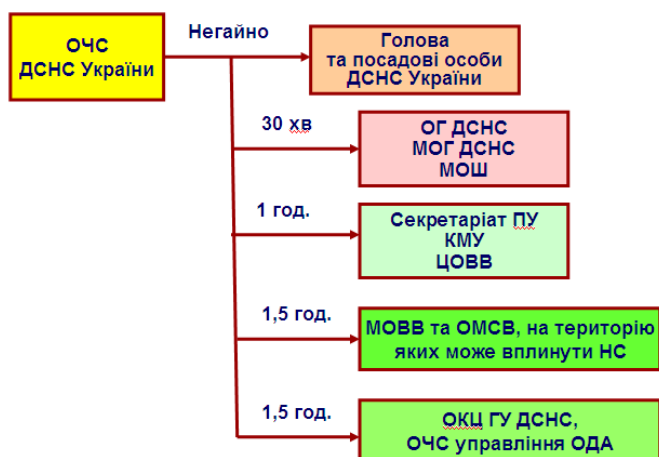 ОЧС
ДСНС України
Негайно
Голова
та посадові особи
ДСНС України
30 хв
ОГ ДСНС
МОГ ДСНС
МОШ
1 год.
Секретаріат ПУ
КМУ
ЦОВВ
1,5 год.
МОВВ та ОМСВ, на територію
яких може вплинути НС
1,5 год.
ОКЦ ГУ ДСНС,
ОЧС управління ОДА